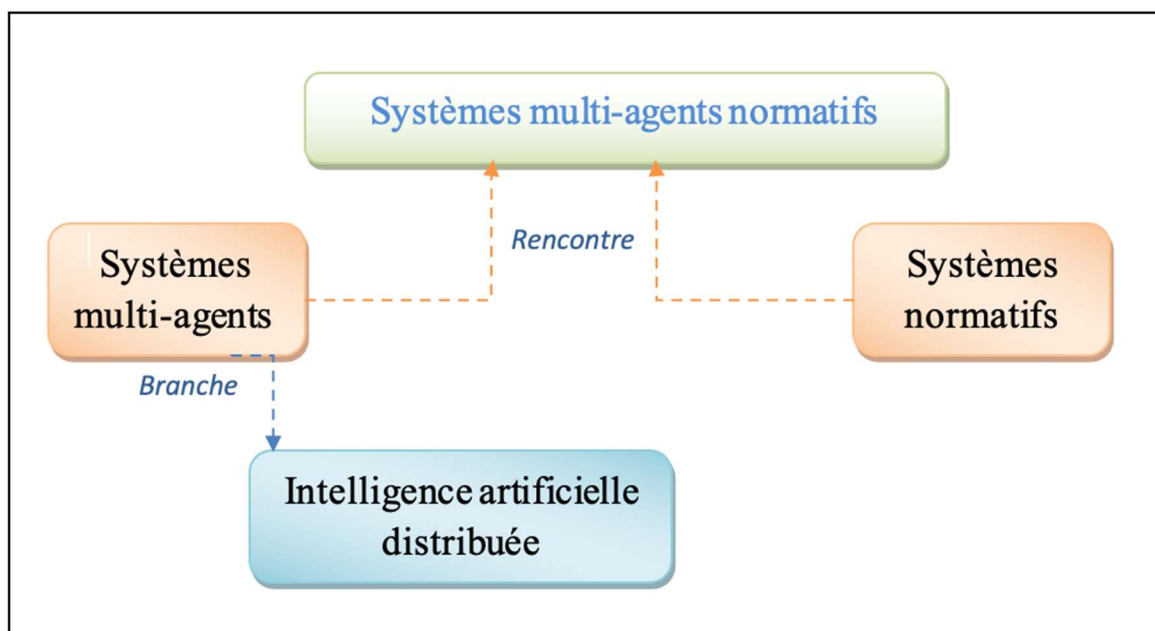 Systèmes multi-agents normatifs
Rencontre
Systèmes
multi-agents
Systèmes
normatifs
Branche
Intelligence artificielle
distribuée